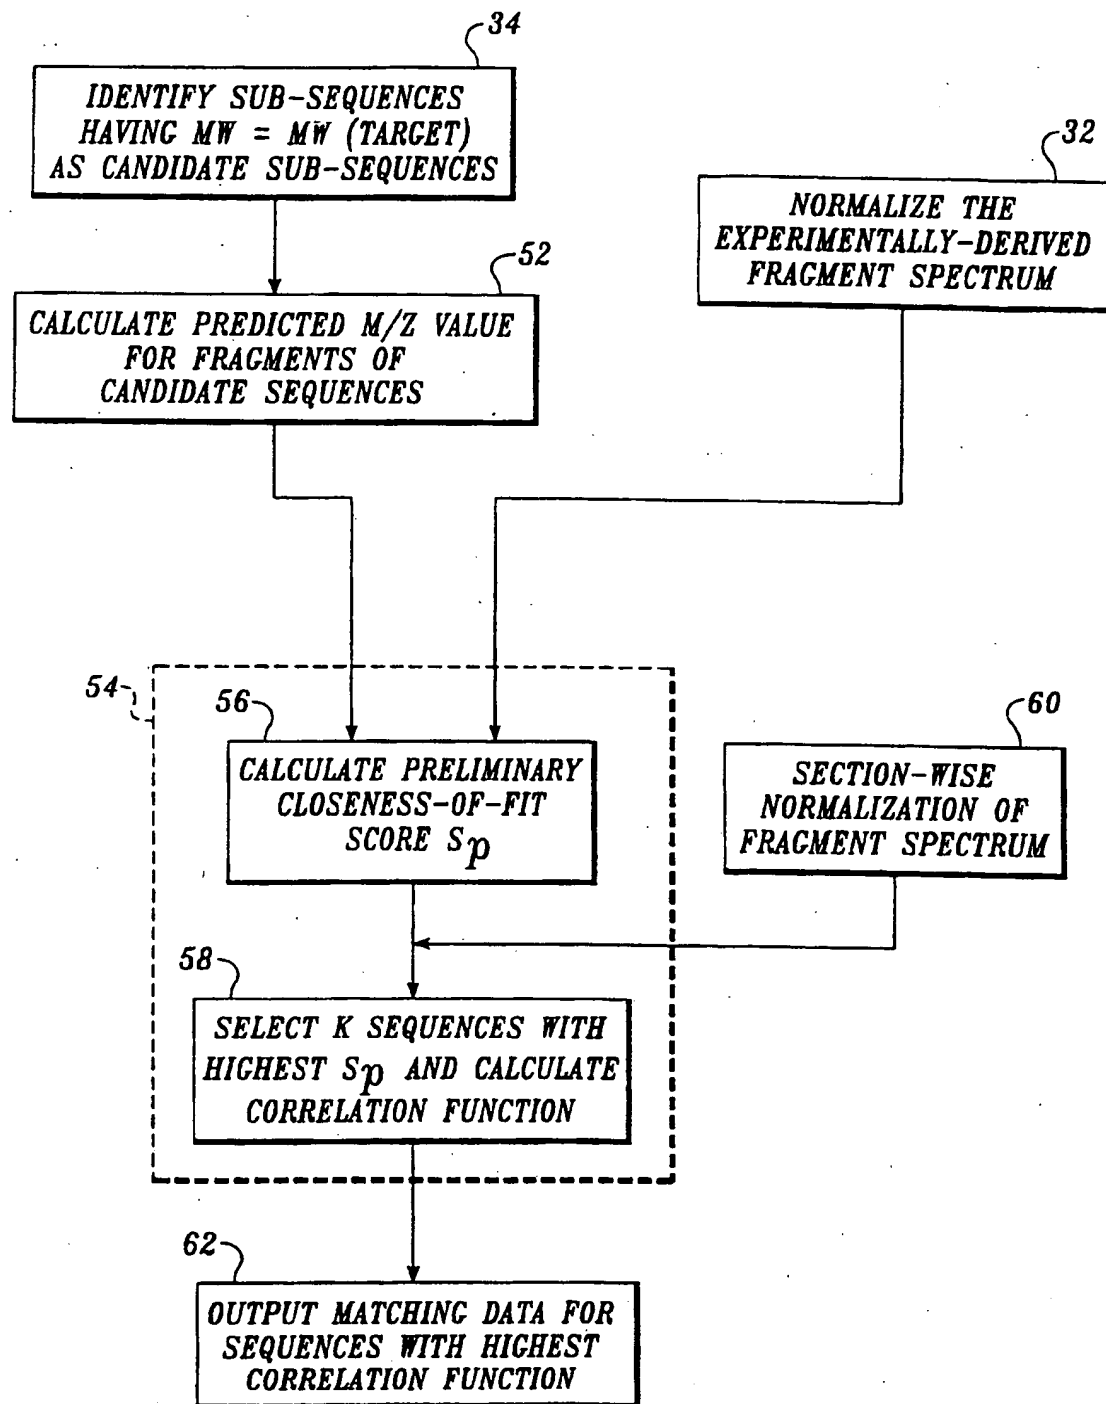 34
IDENTIFY SUB-SEQUENCES
HAVING MW = MW (TARGET)
AS CANDIDATE SUB-SEQUENCES
32
NORMALIZE THE
EXPERIMENTALLY-DERIVED
FRAGMENT SPECTRUM
52
CALCULATE PREDICTED M/Z VALUE
FOR FRAGMENTS OF
CANDIDATE SEQUENCES
54
56
CALCULATE PRELIMINARY
CLOSENESS-OF-FIT
SCORE Sp
60
SECTION-WISE
NORMALIZATION OF
FRAGMENT SPECTRUM
58
SELECT K SEQUENCES WITH
HIGHEST Sp AND CALCULATE
CORRELATION FUNCTION
62
OUTPUT MATCHING DATA FOR
SEQUENCES WITH HIGHEST
CORRELATION FUNCTION